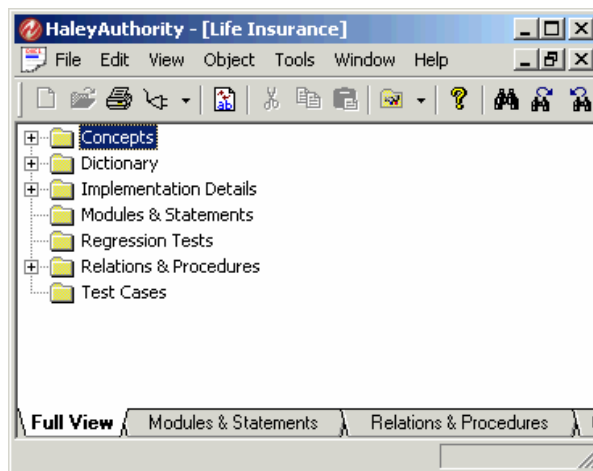 HaleyAuthority - [Life Insurance]
File Edit View Object Tools Window Help
Concepts
Dictionary
Implementation Details
Modules & Statements
Regression Tests
Relations & Procedures
Test Cases
Full View Modules & Statements Relations & Procedures